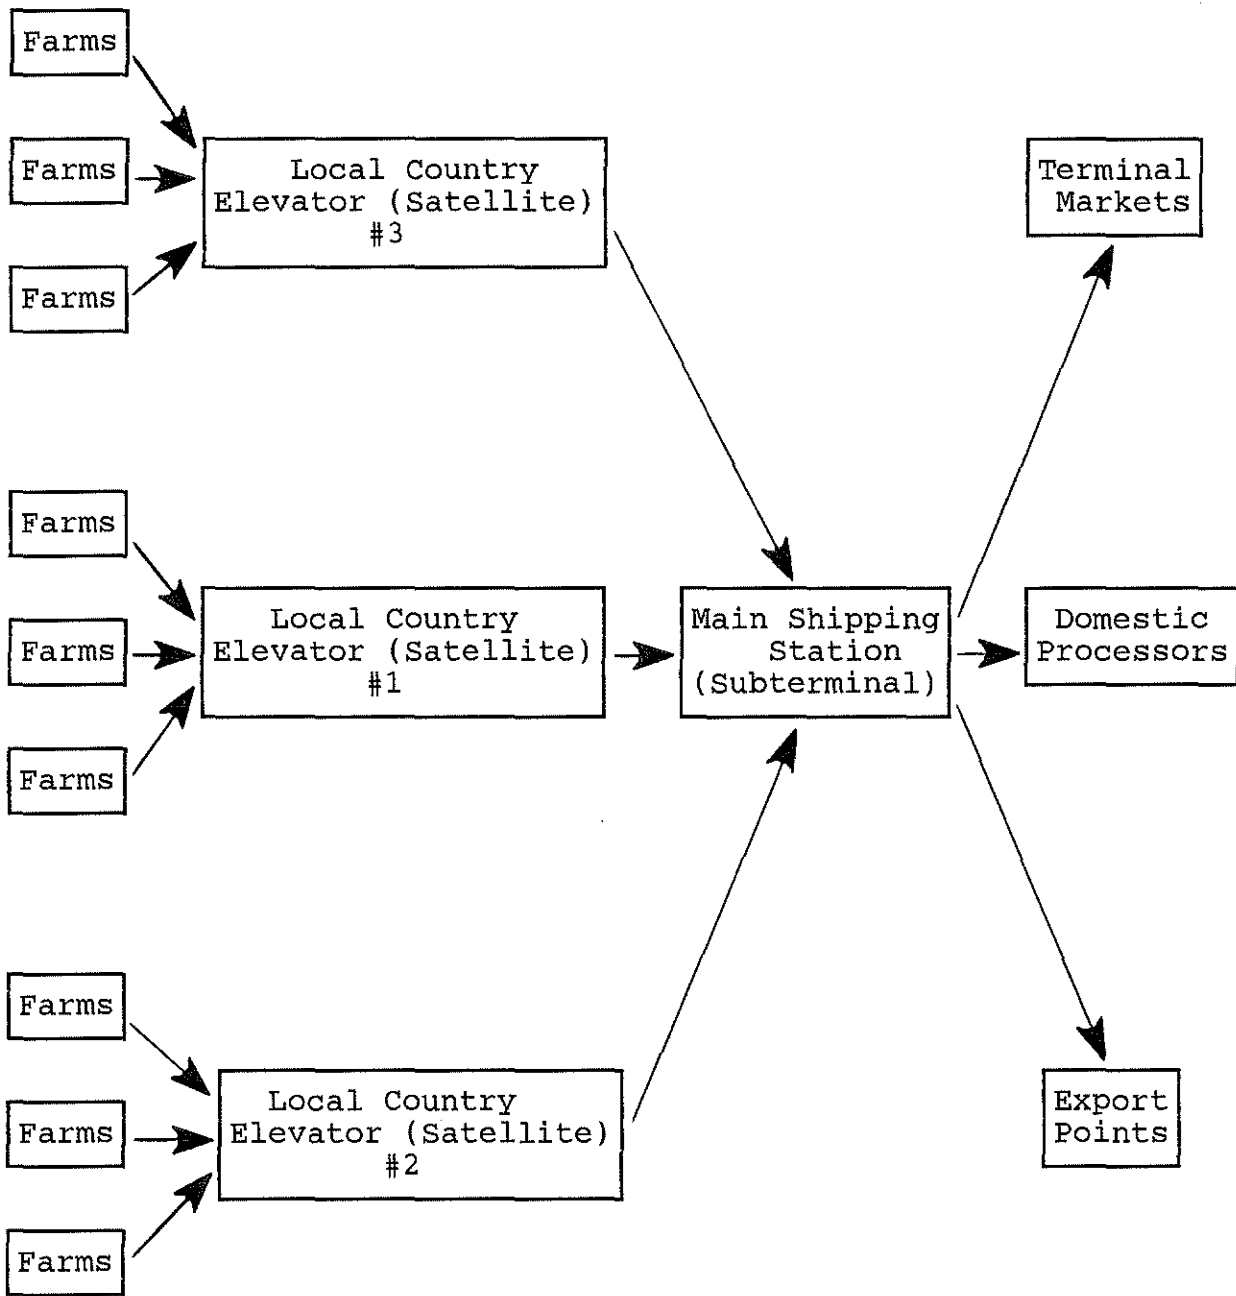 Farms
Farms
Farms
Local Country
Elevator (Satellite)
#3
Terminal
Markets
Farms
Farms
Farms
Local Country
Elevator (Satellite)
#1
Main Shipping
Station
(Subterminal)
Domestic
Processors
Farms
Farms
Farms
Local Country
Elevator (Satellite)
#2
Export
Points